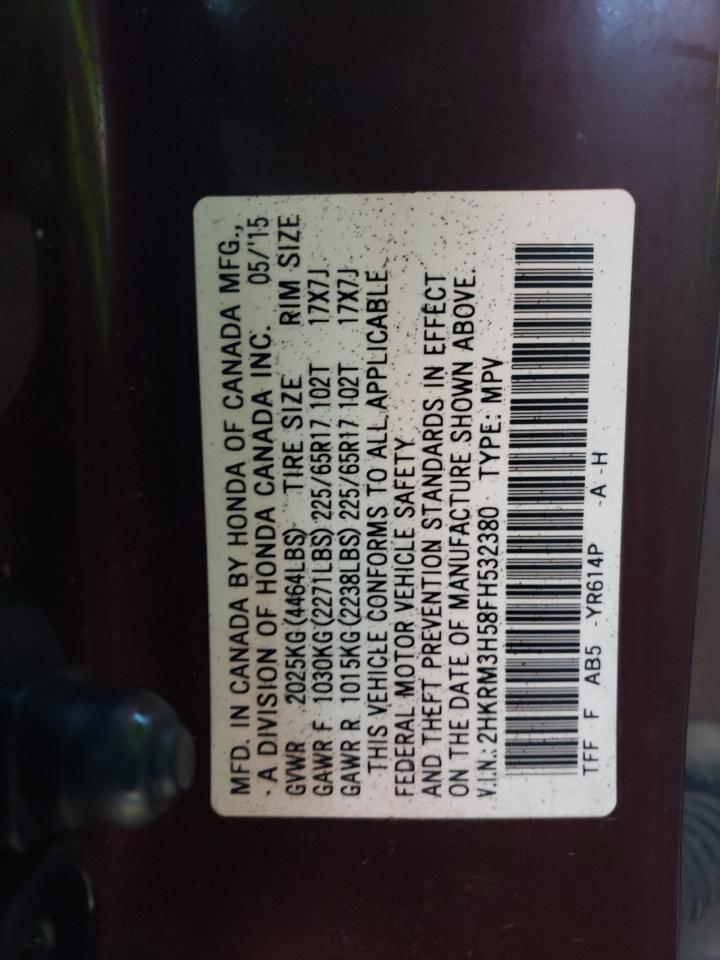 MFD. IN CANADA BY HONDA OF CANADA MFG.,
A DIVISION OF HONDA CANADA INC. 05/'15
GVWR 2025KG(4464LBS) TIRE SIZE RIM SIZE
GAWR F 1030KG(2271LBS) 225/65R17 102T 17X7J
GAWR R 1015KG(2238LBS) 225/65R17 102T 17X7J
THIS VEHICLE CONFORMS TO ALL APPLICABLE
FEDERAL MOTOR VEHICLE SAFETY
AND THEFT PREVENTION STANDARDS IN EFFECT
ON THE DATE OF MANUFACTURE SHOWN ABOVE.
V.I.N.: 2HKRM3H58FH532380 TYPE: MPV
TFF F AB5 -YR614P -A -H